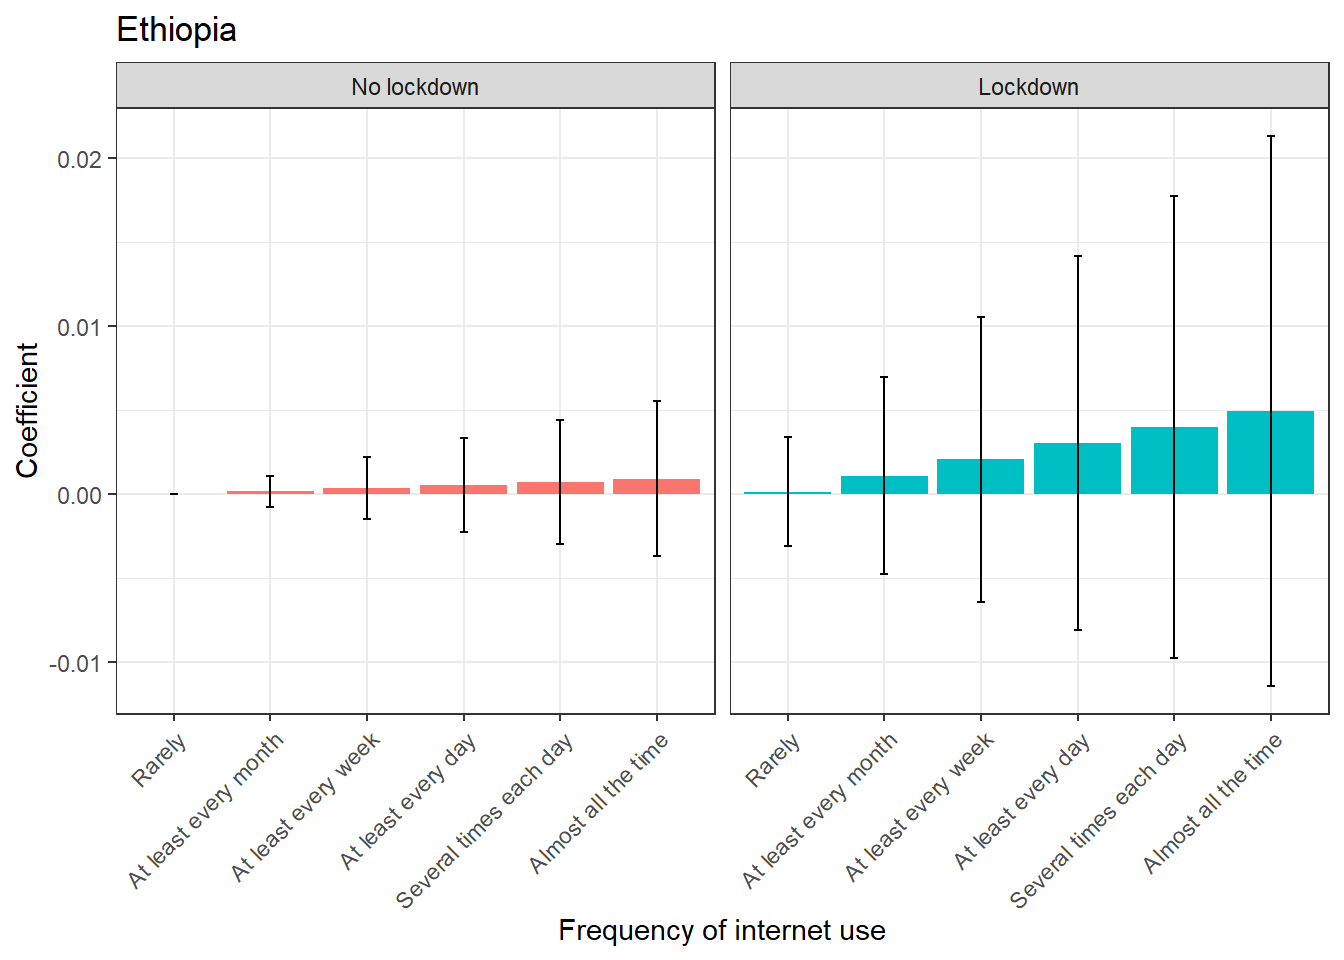 Ethiopia
No lockdown
Lockdown
Coefficient
0.02
0.01
0.00
-0.01
Rarely
At least every month
At least every week
At least every day
Several times each day
Almost all the time
Rarely
At least every month
At least every week
At least every day
Several times each day
Almost all the time
Frequency of internet use